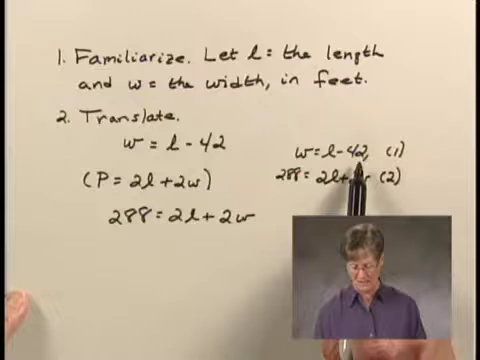 1. Familiarize. Let l = the length
and w = the width, in feet.
2. Translate.
w = l - 42
w = l - 42, (1)
(P = 2l + 2w)
288 = 2l + (2)
288 = 2l + 2w